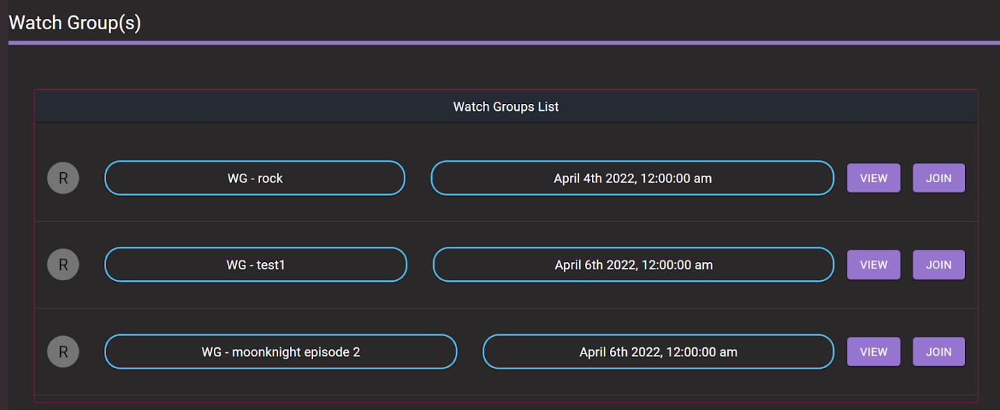 Watch Group(s)
Watch Groups List
R WG - rock April 4th 2022, 12:00:00 am VIEW JOIN
R WG - test1 April 6th 2022, 12:00:00 am VIEW JOIN
R WG - moonknight episode 2 April 6th 2022, 12:00:00 am VIEW JOIN